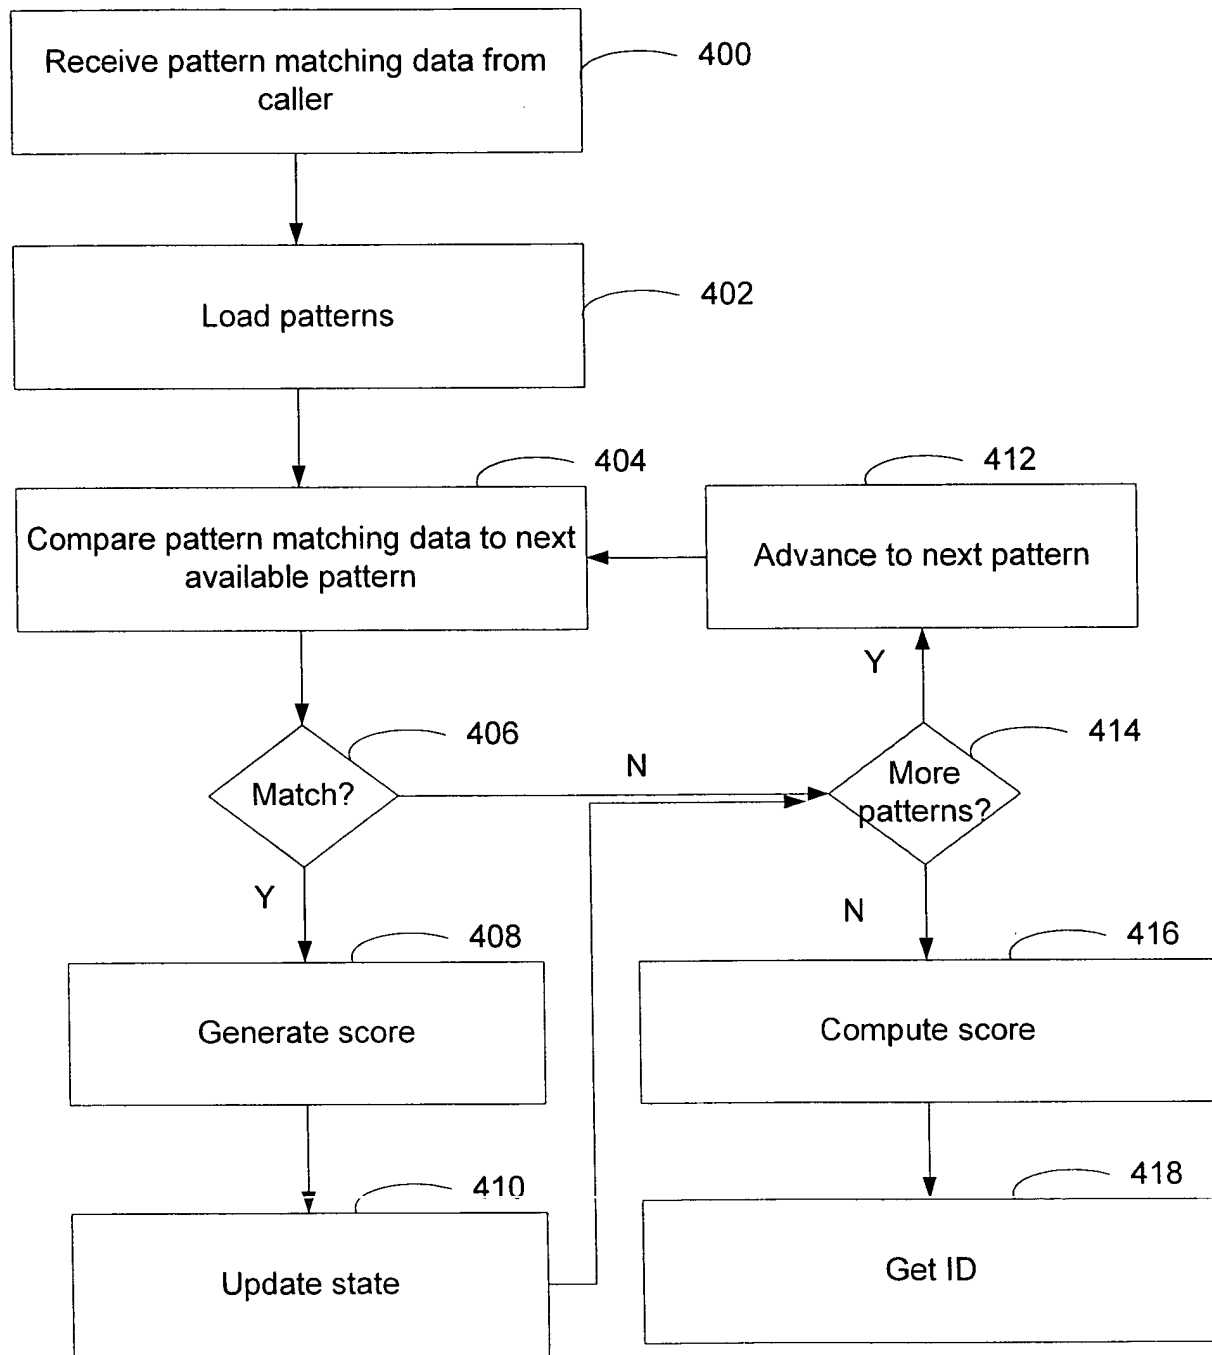 Receive pattern matching data from
caller
400
Load patterns
402
404
Compare pattern matching data to next
available pattern
412
Advance to next pattern
Y
406
Match?
N
414
More
patterns?
Y
N
408
Generate score
416
Compute score
410
Update state
418
Get ID